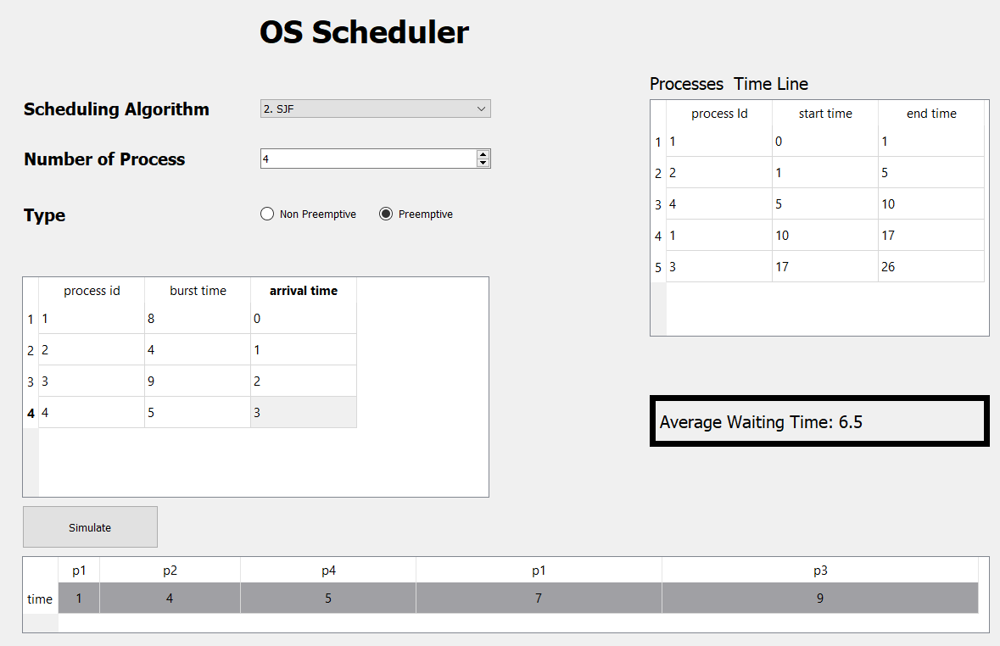 OS Scheduler
Scheduling Algorithm 2. SJF
Number of Process 4
Type Non Preemptive Preemptive
process id burst time arrival time
1 1 8 0
2 2 4 1
3 3 9 2
4 4 5 3
Simulate
Processes Time Line
process Id start time end time
1 1 0 1
2 2 1 5
3 4 5 10
4 1 10 17
5 3 17 26
Average Waiting Time: 6.5
p1 p2 p4 p1 p3
time 1 4 5 7 9